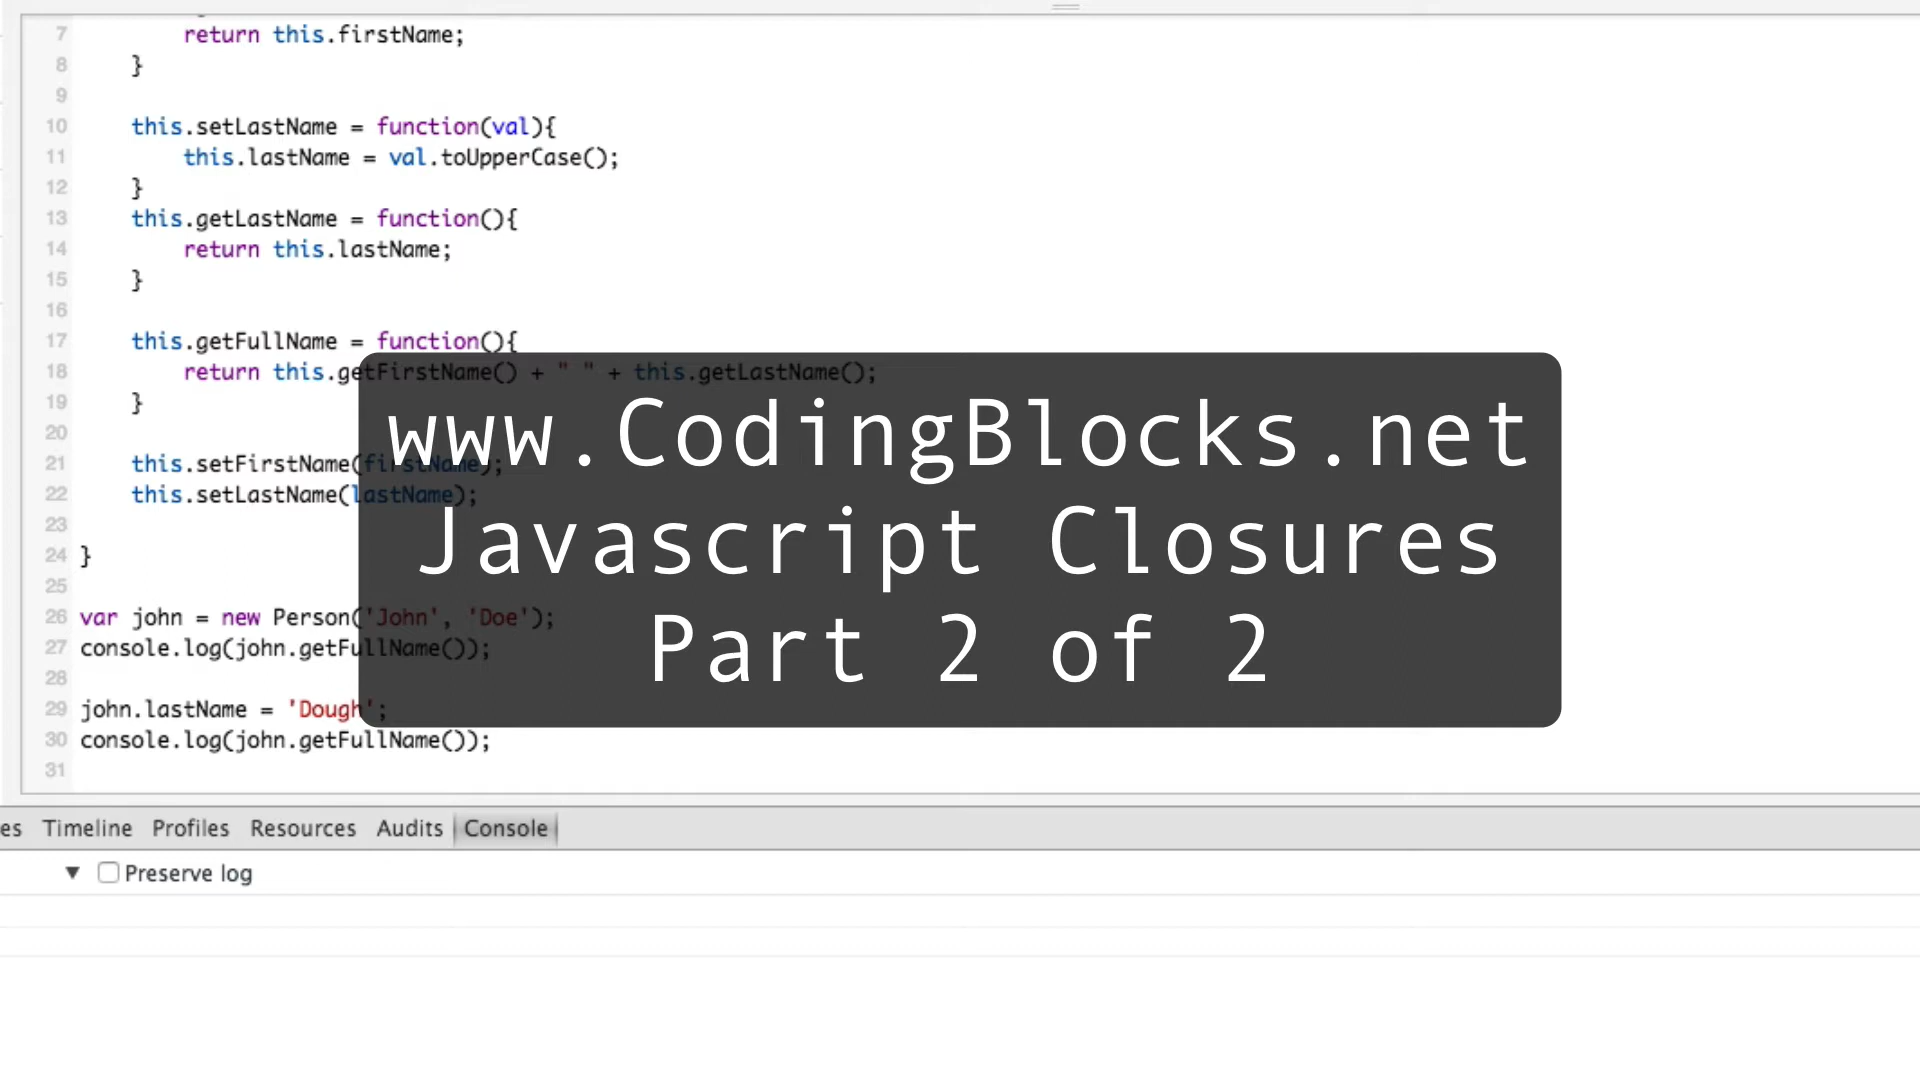 7 return this.firstName;
8 }
9
10 this.setLastName = function(val){
11 this.lastName = val.toUpperCase();
12 }
13 this.getLastName = function(){
14 return this.lastName;
15 }
16
17 this.getFullName = function(){
18 return this.getFirstName() + " " + this.getLastName();
19 }
20
21 this.setFirstName(firstName);
22 this.setLastName(lastName);
23
24 }
25
26 var john = new Person('John', 'Doe');
27 console.log(john.getFullName());
28
29 john.lastName = 'Dough';
30 console.log(john.getFullName());
31
www.CodingBlocks.net
Javascript Closures
Part 2 of 2
es Timeline Profiles Resources Audits Console
▼ Preserve log